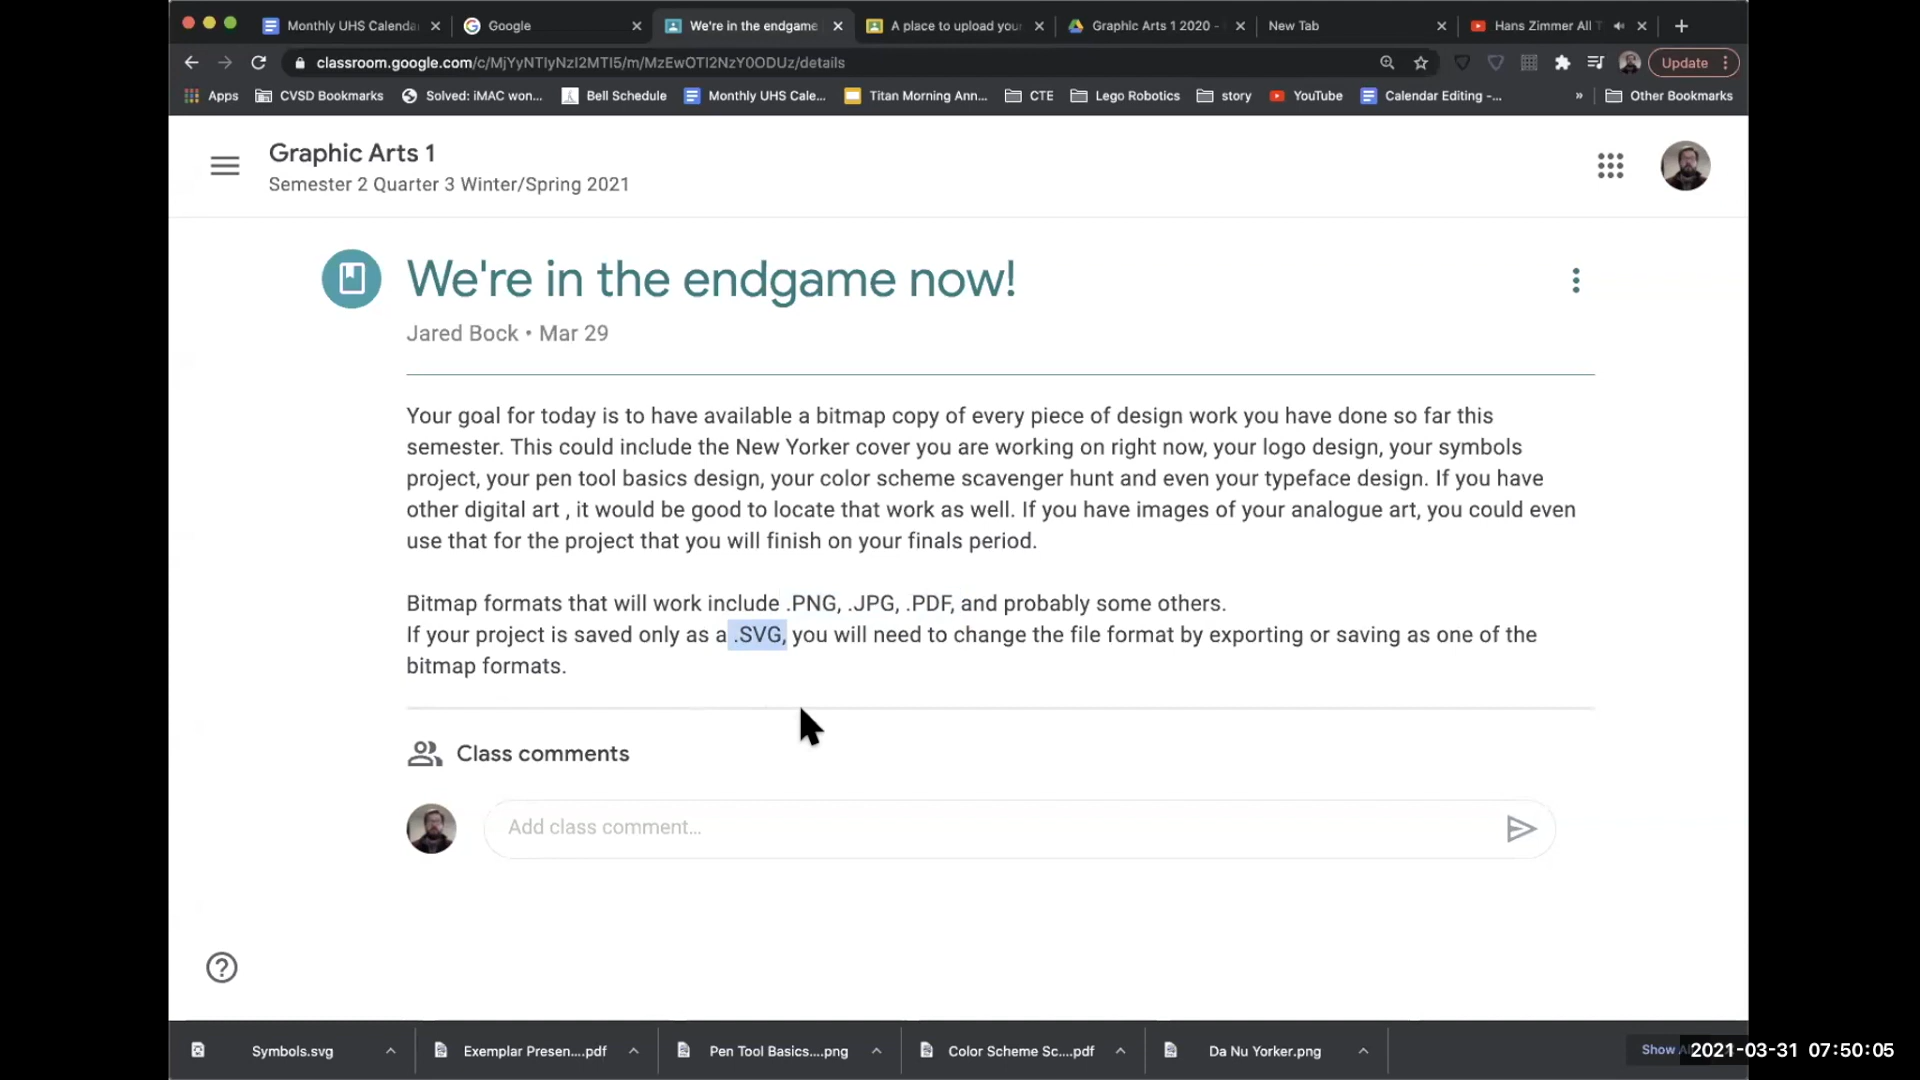 Monthly UHS Calenda
Google
We're in the endgame
A place to upload your
Graphic Arts 1 2020 -
New Tab
Hans Zimmer All T
classroom.google.com/c/MjYyNTIyNzI2MTI5/m/MzEwOTI2NzY0ODUz/details
Update
Apps
CVSD Bookmarks
Solved: iMAC won...
Bell Schedule
Monthly UHS Cale...
Titan Morning Ann...
CTE
Lego Robotics
story
YouTube
Calendar Editing -...
»
Other Bookmarks
Graphic Arts 1
Semester 2 Quarter 3 Winter/Spring 2021
We're in the endgame now!
Jared Bock • Mar 29
Your goal for today is to have available a bitmap copy of every piece of design work you have done so far this
semester. This could include the New Yorker cover you are working on right now, your logo design, your symbols
project, your pen tool basics design, your color scheme scavenger hunt and even your typeface design. If you have
other digital art , it would be good to locate that work as well. If you have images of your analogue art, you could even
use that for the project that you will finish on your finals period.
Bitmap formats that will work include .PNG, .JPG, .PDF, and probably some others.
If your project is saved only as a .SVG, you will need to change the file format by exporting or saving as one of the
bitmap formats.
Class comments
Add class comment...
Symbols.svg
Exemplar Presen....pdf
Pen Tool Basics....png
Color Scheme Sc....pdf
Da Nu Yorker.png
Show
2021-03-31 07:50:05